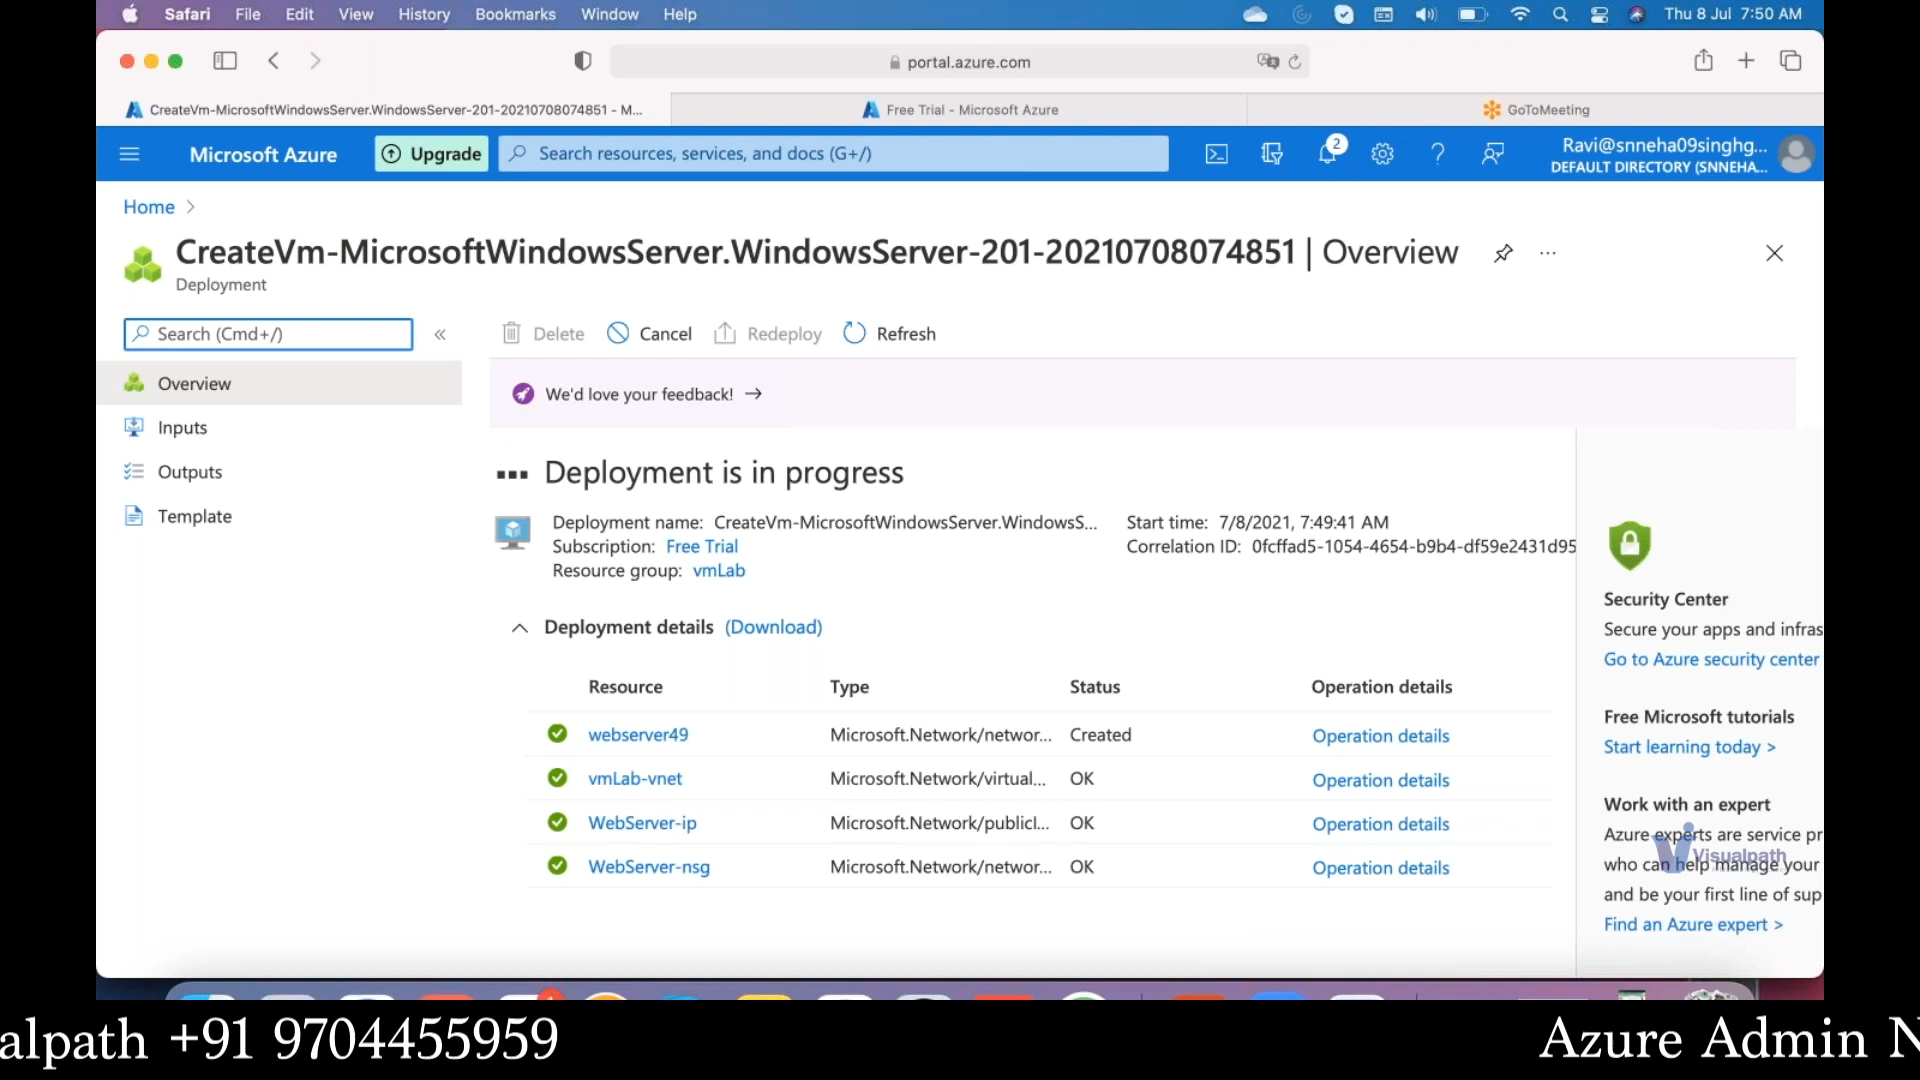 Safari File Edit View History Bookmarks Window Help Thu 8 Jul 7:50 AM
portal.azure.com
CreateVm-MicrosoftWindowsServer.WindowsServer-201-20210708074851 - M... Free Trial - Microsoft Azure GoToMeeting
Microsoft Azure Upgrade Search resources, services, and docs (G+/) 2 Ravi@snneha09singhg...
DEFAULT DIRECTORY (SNNEHA...
Home
CreateVm-MicrosoftWindowsServer.WindowsServer-201-20210708074851 | Overview ...
Deployment
Search (Cmd+/) « Delete Cancel Redeploy Refresh
Overview
Inputs
Outputs
Template
We'd love your feedback! →
Deployment is in progress
Deployment name: CreateVm-MicrosoftWindowsServer.WindowsS... Start time: 7/8/2021, 7:49:41 AM
Subscription: Free Trial Correlation ID: 0fcffad5-1054-4654-b9b4-df59e2431d95
Resource group: vmLab
Deployment details (Download)
Resource Type Status Operation details
webserver49 Microsoft.Network/networ... Created Operation details
vmLab-vnet Microsoft.Network/virtual... OK Operation details
WebServer-ip Microsoft.Network/publicI... OK Operation details
WebServer-nsg Microsoft.Network/networ... OK Operation details
Security Center
Secure your apps and infras
Go to Azure security center
Free Microsoft tutorials
Start learning today >
Work with an expert
Azure experts are service pr
who can help manage your
and be your first line of sup
Find an Azure expert >
Visualpath
alpath +91 9704455959 Azure Admin N